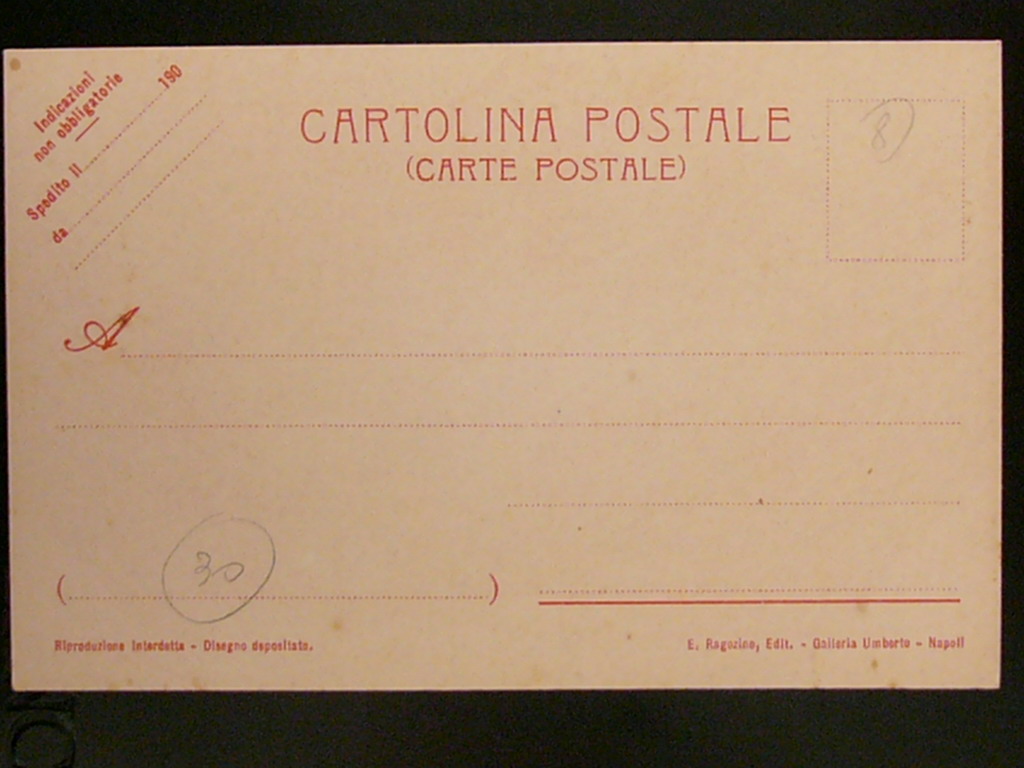 Indicazioni
non obbligatorie
Spedito il 190
da
CARTOLINA POSTALE
(CARTE POSTALE)
8
A
30
( )
Riproduzione interdetta - Disegno depositato.
E. Ragozino, Edit. - Galleria Umberto - Napoli